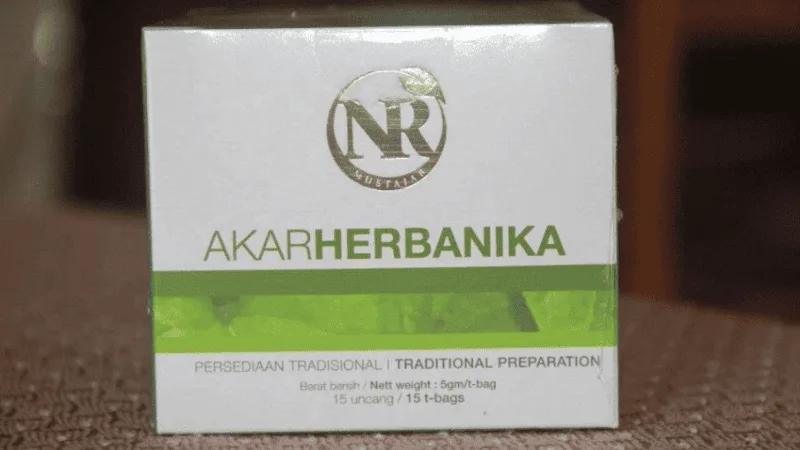 NR
MUSTAJAB
AKARHERBANIKA
PERSEDIAAN TRADISIONAL | TRADITIONAL PREPARATION
Berat bersih / Nett weight : 5gm/t-bag
15 uncang / 15 t-bags